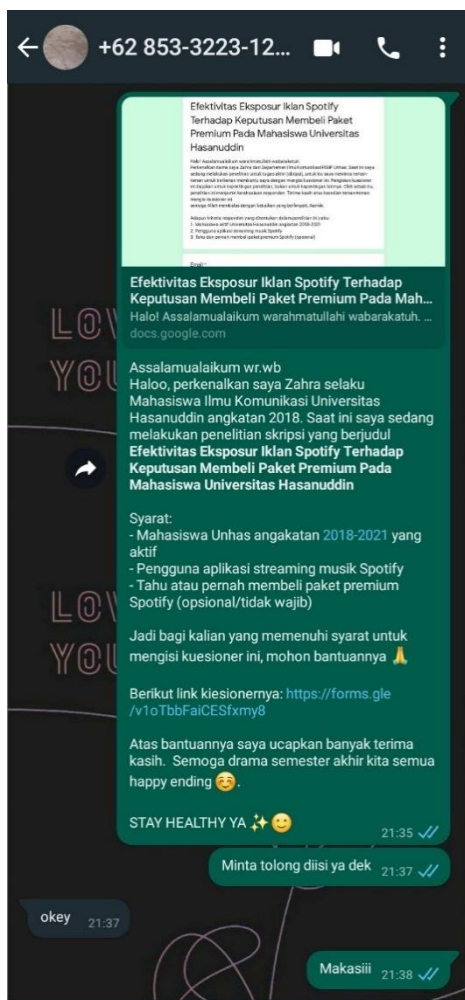 +62 853-3223-12...
Efektivitas Eksposur Iklan Spotify
Terhadap Keputusan Membeli Paket
Premium Pada Mahasiswa Universitas
Hasanuddin
Efektivitas Eksposur Iklan Spotify Terhadap
Keputusan Membeli Paket Premium Pada Mah...
Halo! Assalamualaikum warahmatullahi wabarakatuh. ...
docs.google.com
Assalamualaikum wr.wb
Haloo, perkenalkan saya Zahra selaku
Mahasiswa Ilmu Komunikasi Universitas
Hasanuddin angkatan 2018. Saat ini saya sedang
melakukan penelitian skripsi yang berjudul
Efektivitas Eksposur Iklan Spotify Terhadap
Keputusan Membeli Paket Premium Pada
Mahasiswa Universitas Hasanuddin
Syarat:
- Mahasiswa Unhas angakatan 2018-2021 yang
aktif
- Pengguna aplikasi streaming musik Spotify
- Tahu atau pernah membeli paket premium
Spotify (opsional/tidak wajib)
Jadi bagi kalian yang memenuhi syarat untuk
mengisi kuesioner ini, mohon bantuannya 🙏
Berikut link kiesionernya: https://forms.gle
/v1oTbbFaiCESfxmy8
Atas bantuannya saya ucapkan banyak terima
kasih.  Semoga drama semester akhir kita semua
happy ending ☺️.
STAY HEALTHY YA ✨🙂
21:35
Minta tolong diisi ya dek 21:37
okey 21:37
Makasiii 21:38
LO
YOU
LO
YOU